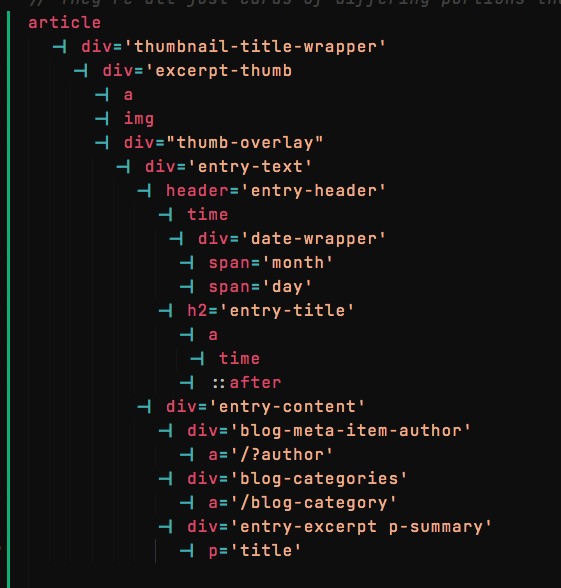 // They're all just cards of differing portions
article
-| div='thumbnail-title-wrapper'
-| div='excerpt-thumb
-| a
-| img
-| div="thumb-overlay"
-| div='entry-text'
-| header='entry-header'
-| time
-| div='date-wrapper'
-| span='month'
-| span='day'
-| h2='entry-title'
-| a
-| time
-| ::after
-| div='entry-content'
-| div='blog-meta-item-author'
-| a='/?author'
-| div='blog-categories'
-| a='/blog-category'
-| div='entry-excerpt p-summary'
-| p='title'